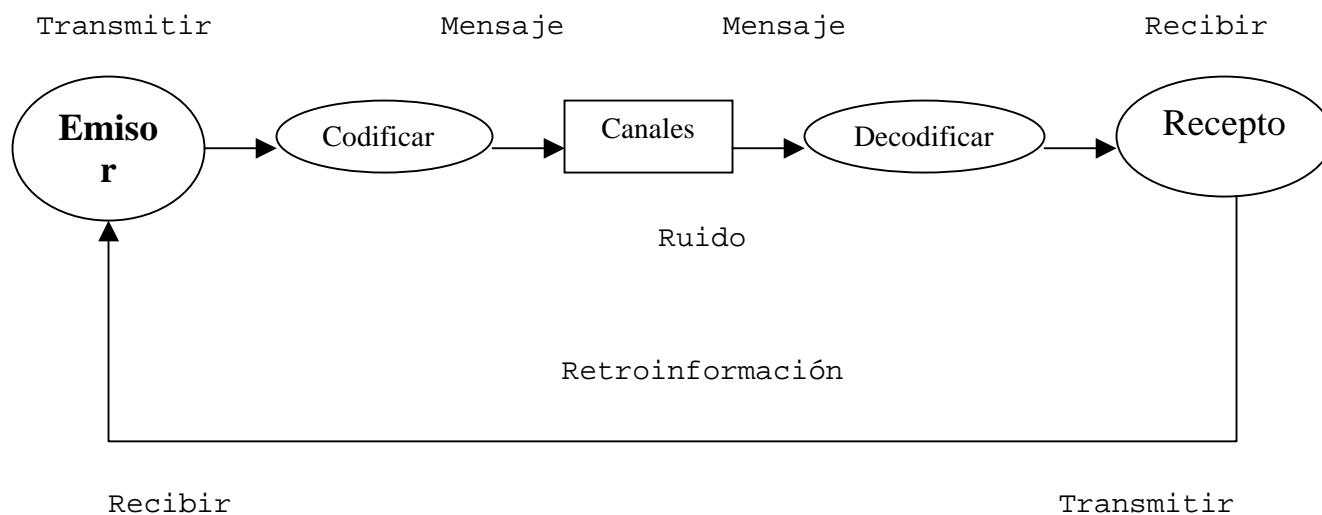 Transmitir Mensaje Mensaje Recibir
Emiso
r
Codificar
Canales
Decodificar
Recepto
Ruido
Retroinformación
Recibir Transmitir